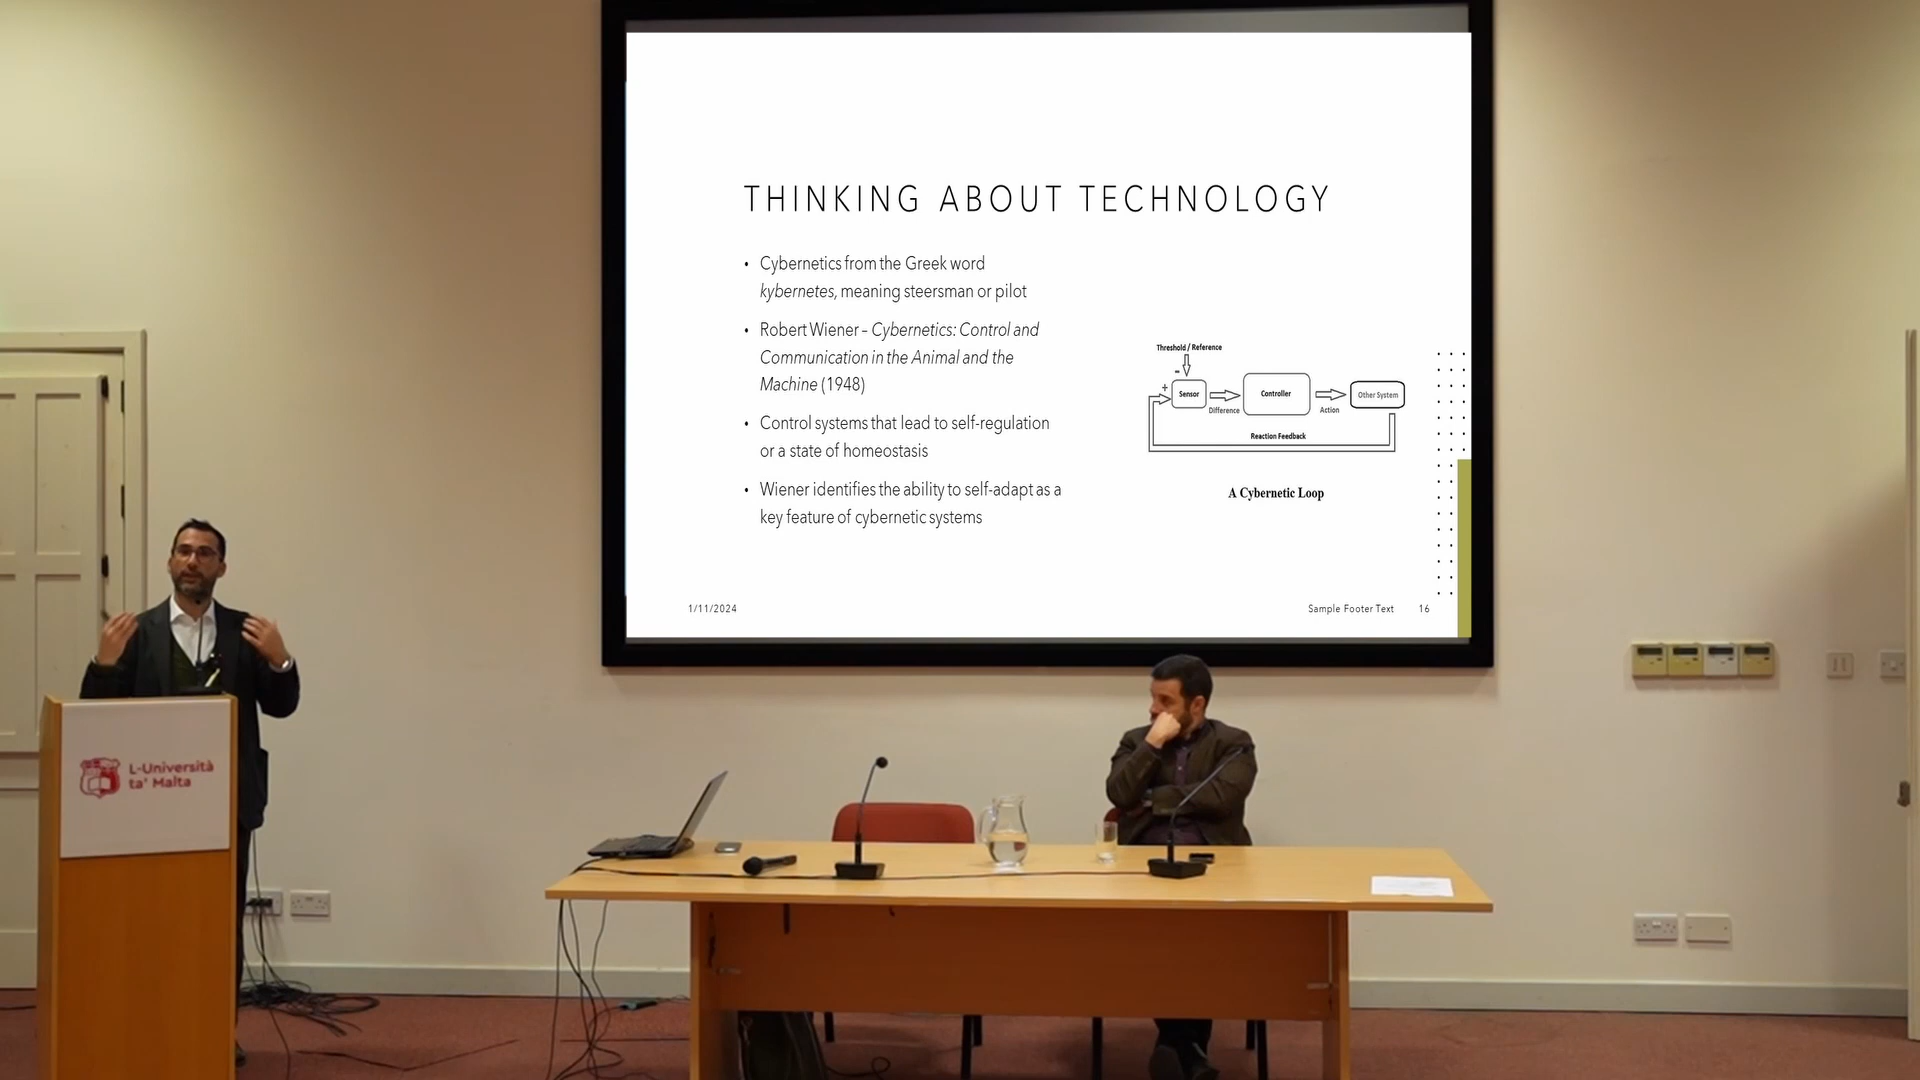 THINKING ABOUT TECHNOLOGY
• Cybernetics from the Greek word
kybernetes, meaning steersman or pilot
• Robert Wiener – Cybernetics: Control and
Communication in the Animal and the
Machine (1948)
• Control systems that lead to self-regulation
or a state of homeostasis
• Wiener identifies the ability to self-adapt as a
key feature of cybernetic systems
Threshold / Reference
-
+
Sensor
Difference
Controller
Action
Other System
Reaction Feedback
A Cybernetic Loop
1/11/2024
Sample Footer Text
16
L-Università
ta' Malta